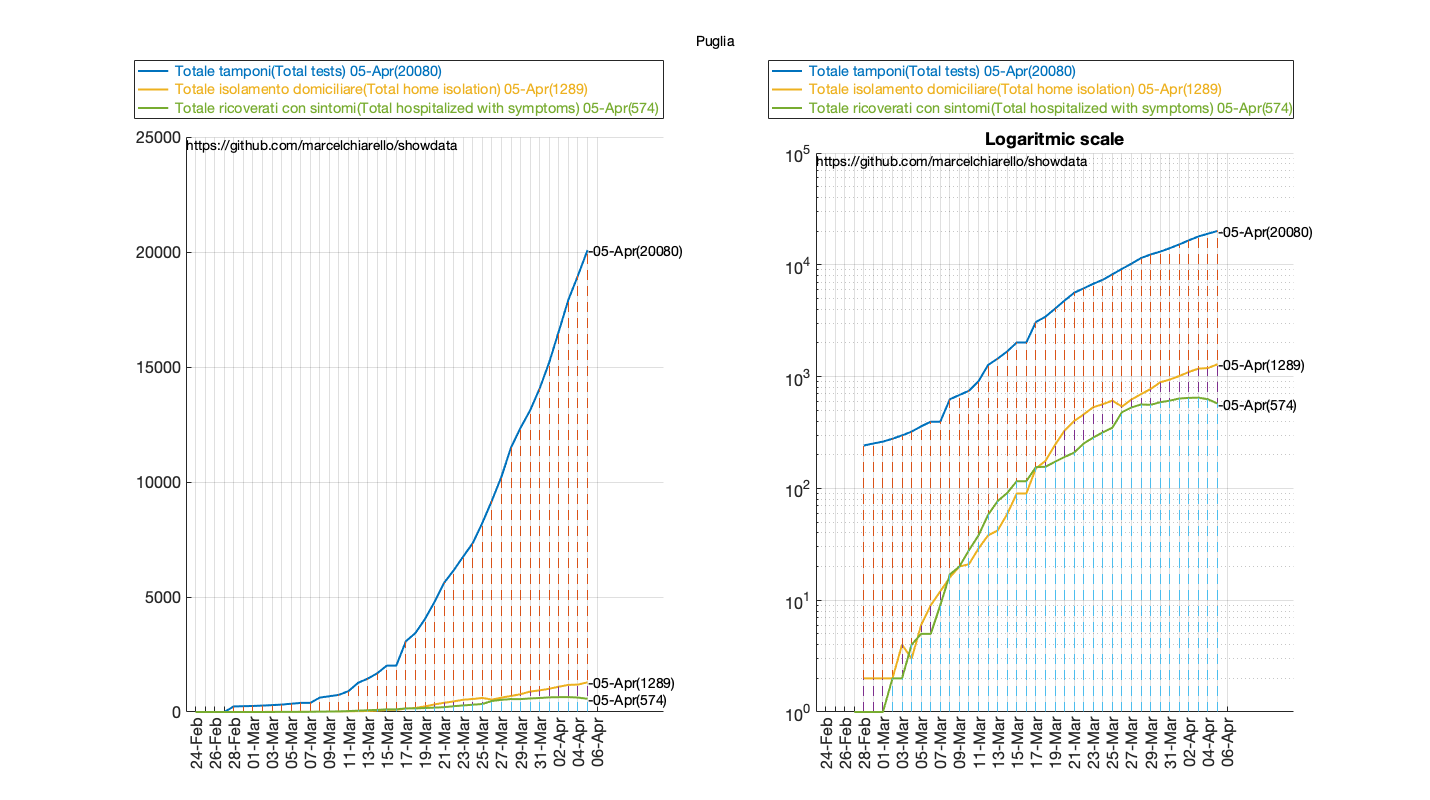 Puglia
Totale tamponi(Total tests) 05-Apr(20080)
Totale isolamento domiciliare(Total home isolation) 05-Apr(1289)
Totale ricoverati con sintomi(Total hospitalized with symptoms) 05-Apr(574)
25000
https://github.com/marcelchiarello/showdata
20000
15000
10000
5000
0
-05-Apr(20080)
-05-Apr(1289)
-05-Apr(574)
24-Feb
26-Feb
28-Feb
01-Mar
03-Mar
05-Mar
07-Mar
09-Mar
11-Mar
13-Mar
15-Mar
17-Mar
19-Mar
21-Mar
23-Mar
25-Mar
27-Mar
29-Mar
31-Mar
02-Apr
04-Apr
06-Apr
Totale tamponi(Total tests) 05-Apr(20080)
Totale isolamento domiciliare(Total home isolation) 05-Apr(1289)
Totale ricoverati con sintomi(Total hospitalized with symptoms) 05-Apr(574)
Logaritmic scale
10^5
https://github.com/marcelchiarello/showdata
10^4
10^3
10^2
10^1
10^0
-05-Apr(20080)
-05-Apr(1289)
-05-Apr(574)
24-Feb
26-Feb
28-Feb
01-Mar
03-Mar
05-Mar
07-Mar
09-Mar
11-Mar
13-Mar
15-Mar
17-Mar
19-Mar
21-Mar
23-Mar
25-Mar
27-Mar
29-Mar
31-Mar
02-Apr
04-Apr
06-Apr